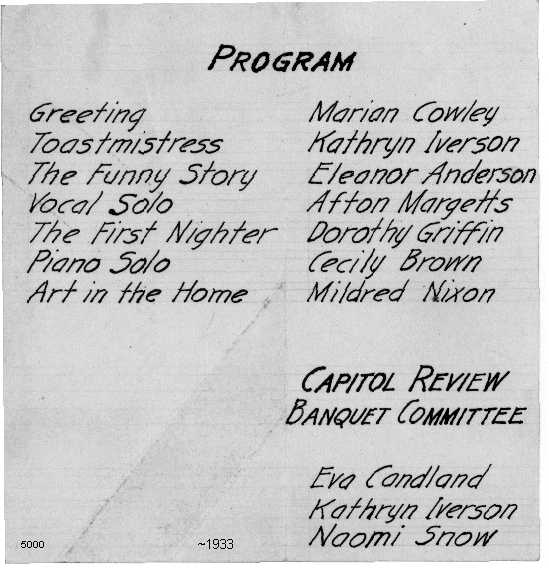 PROGRAM
Greeting Marian Cowley
Toastmistress Kathryn Iverson
The Funny Story Eleanor Anderson
Vocal Solo Afton Margetts
The First Nighter Dorothy Griffin
Piano Solo Cecily Brown
Art in the Home Mildred Nixon
CAPITOL REVIEW
BANQUET COMMITTEE
Eva Candland
Kathryn Iverson
Naomi Snow
5000 ~1933